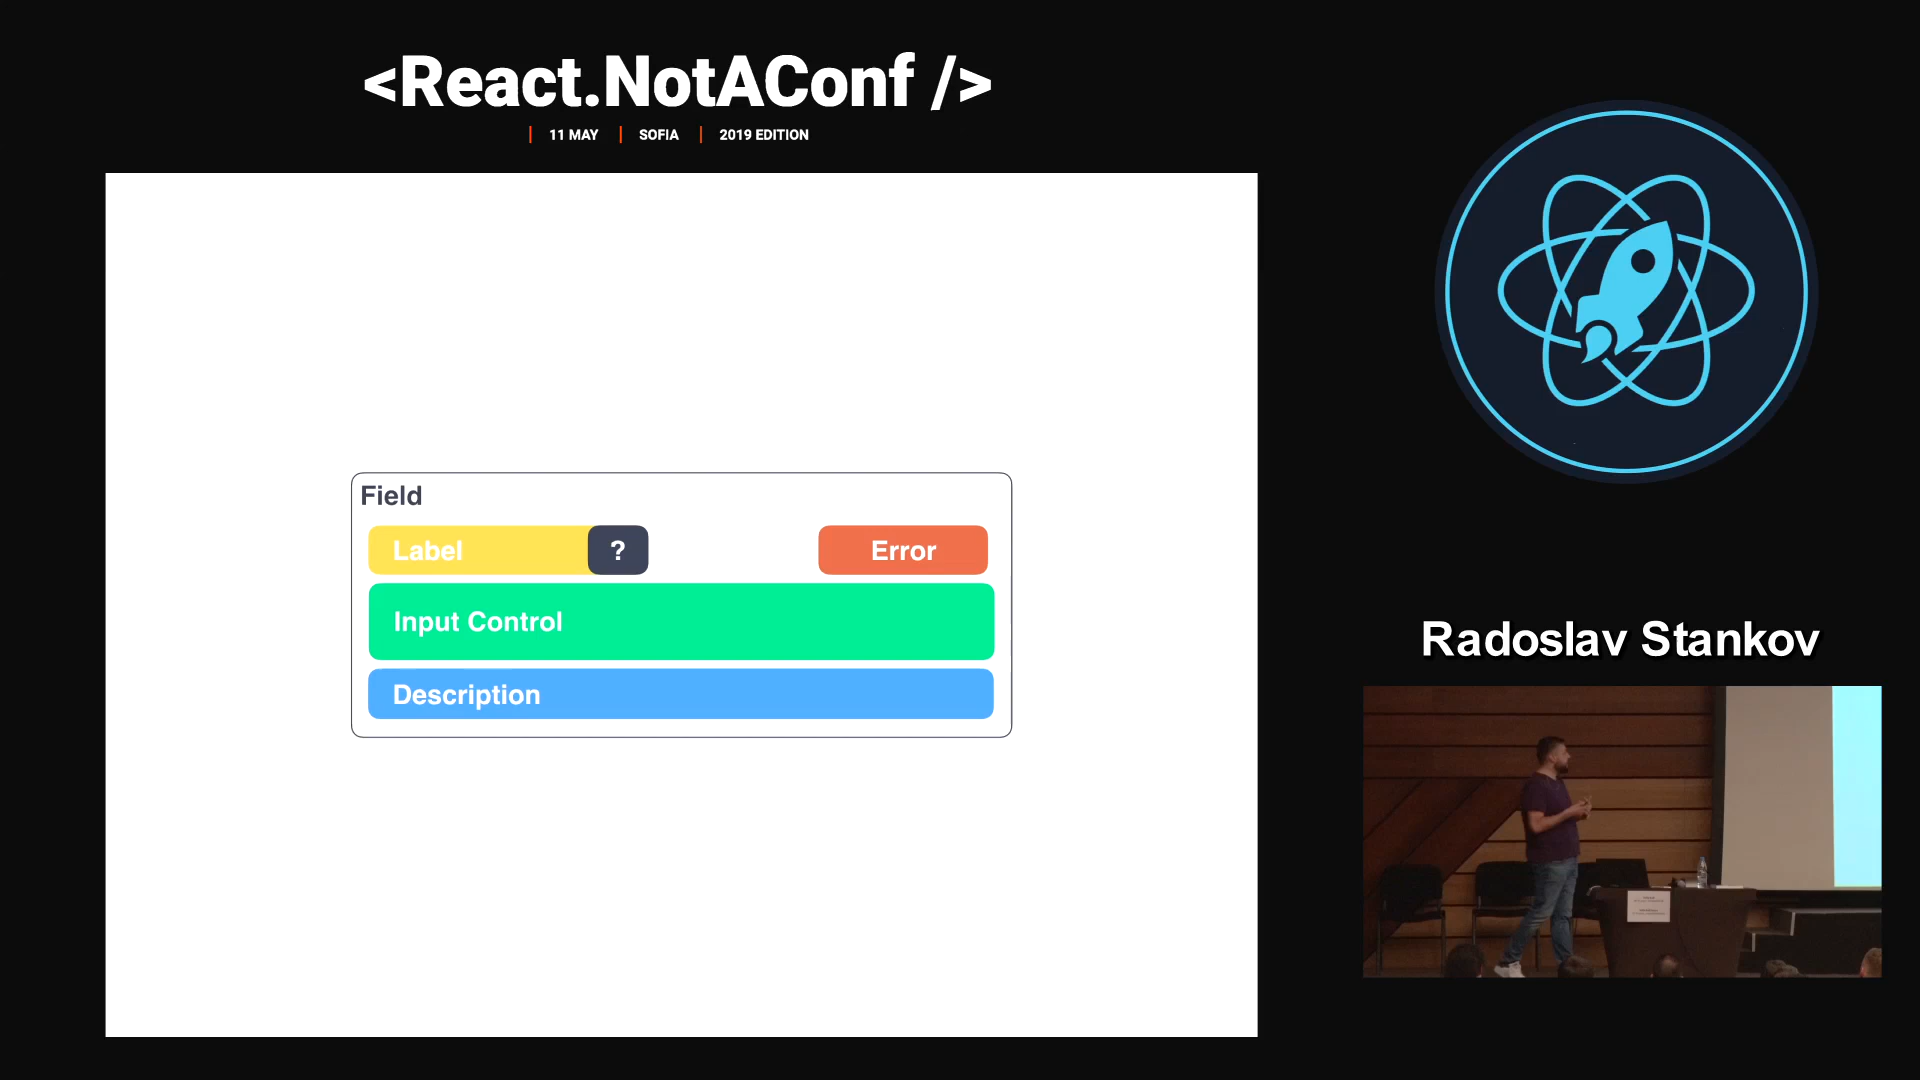 <React.NotAConf />
11 MAY
SOFIA
2019 EDITION
Field
Label
?
Error
Input Control
Description
Radoslav Stankov